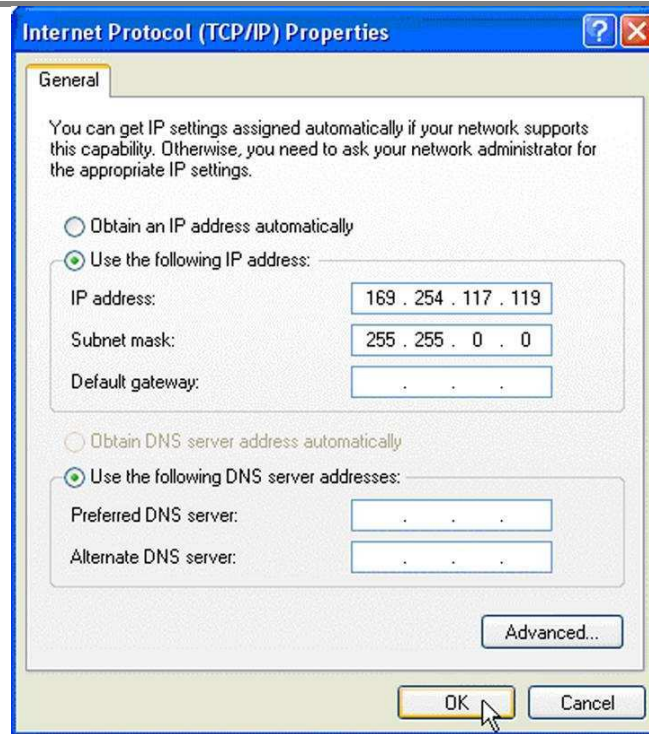 Internet Protocol (TCP/IP) Properties
General
You can get IP settings assigned automatically if your network supports
this capability. Otherwise, you need to ask your network administrator for
the appropriate IP settings.
Obtain an IP address automatically
Use the following IP address:
IP address: 169 . 254 . 117 . 119
Subnet mask: 255 . 255 . 0 . 0
Default gateway: . . .
Obtain DNS server address automatically
Use the following DNS server addresses:
Preferred DNS server: . . .
Alternate DNS server: . . .
Advanced...
OK Cancel